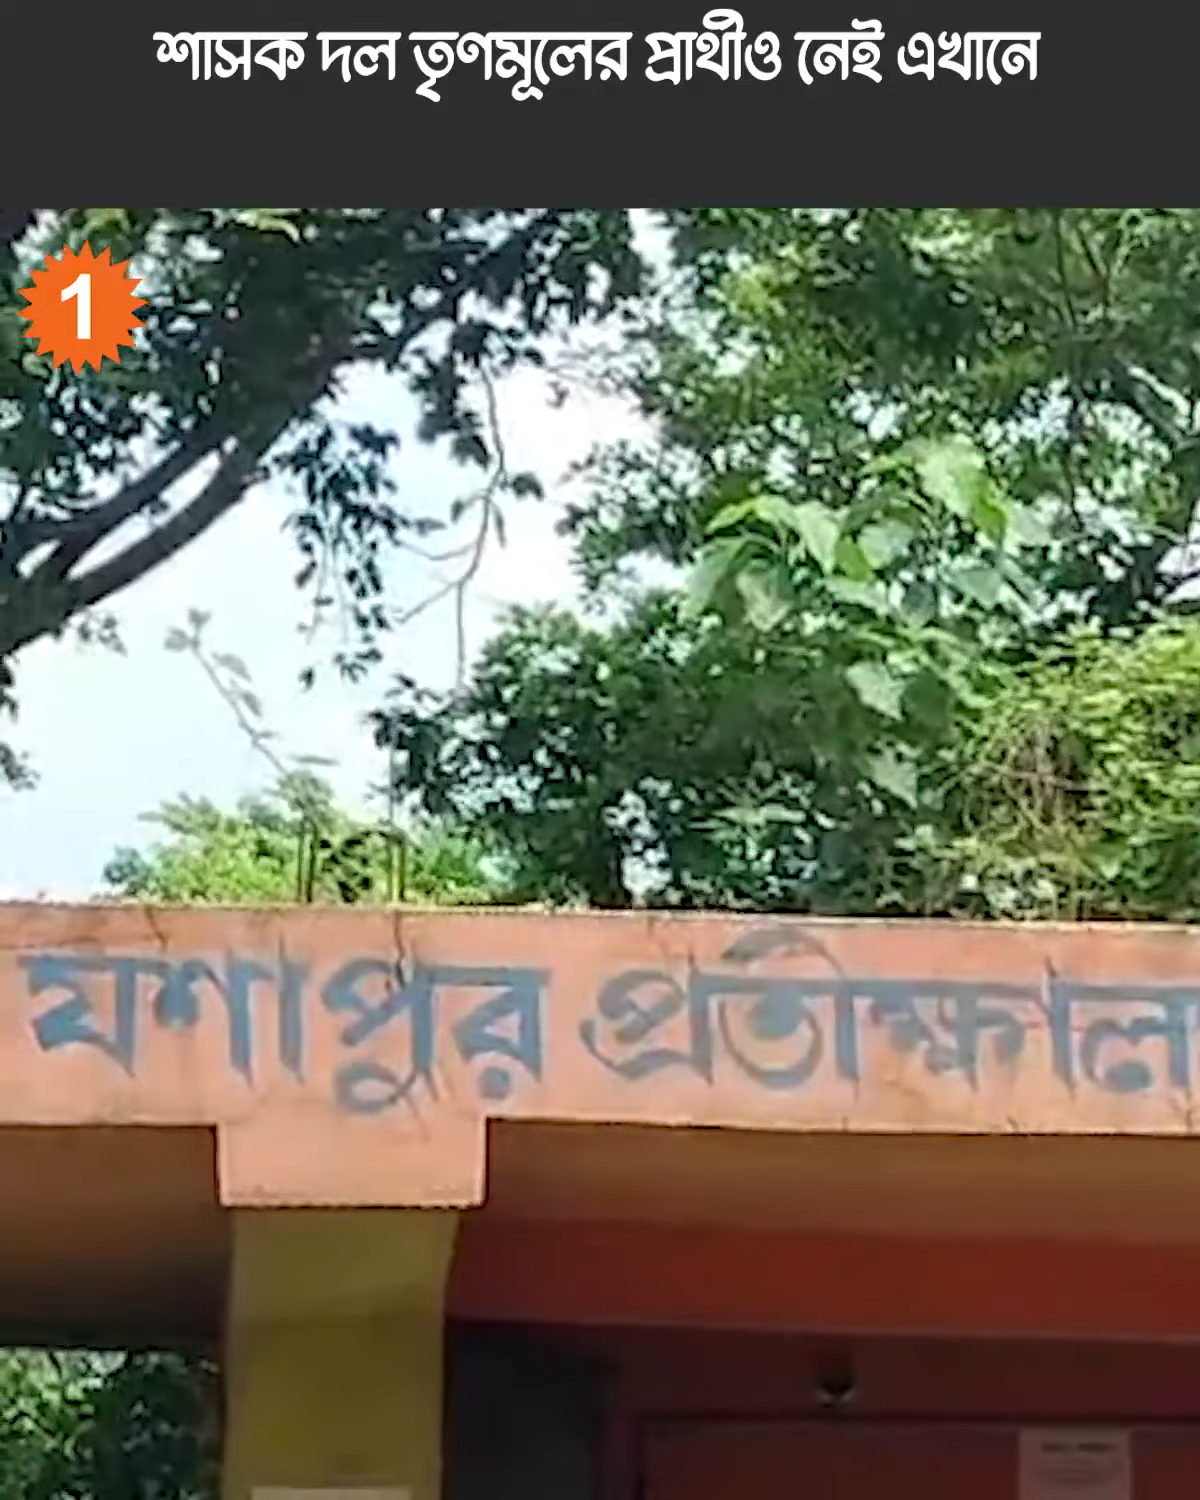 শাসক দল তৃণমূলের প্রার্থীও নেই এখানে
1
যশাপুর প্রতীক্ষাল